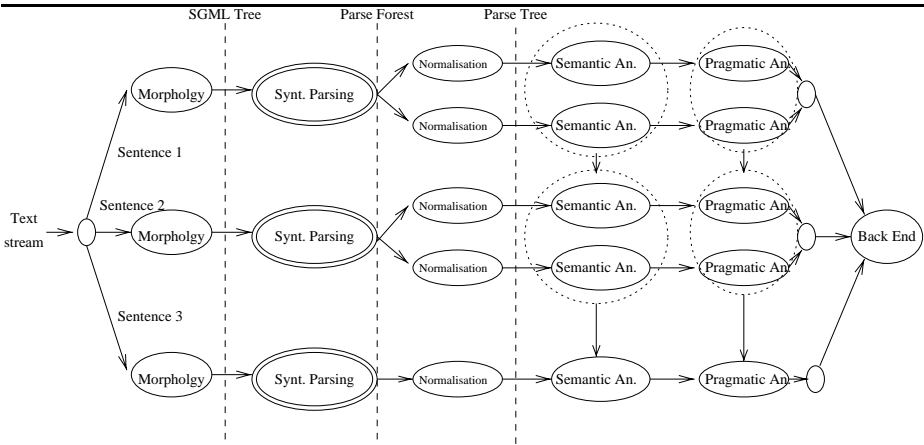 SGML Tree Parse Forest Parse Tree
Normalisation Semantic An. Pragmatic An.
Morpholgy Synt. Parsing
Normalisation Semantic An. Pragmatic An.
Sentence 1
Normalisation Semantic An. Pragmatic An.
Sentence 2
Text
stream
Morpholgy Synt. Parsing Back End
Normalisation Semantic An. Pragmatic An.
Sentence 3
Morpholgy Synt. Parsing Normalisation Semantic An. Pragmatic An.